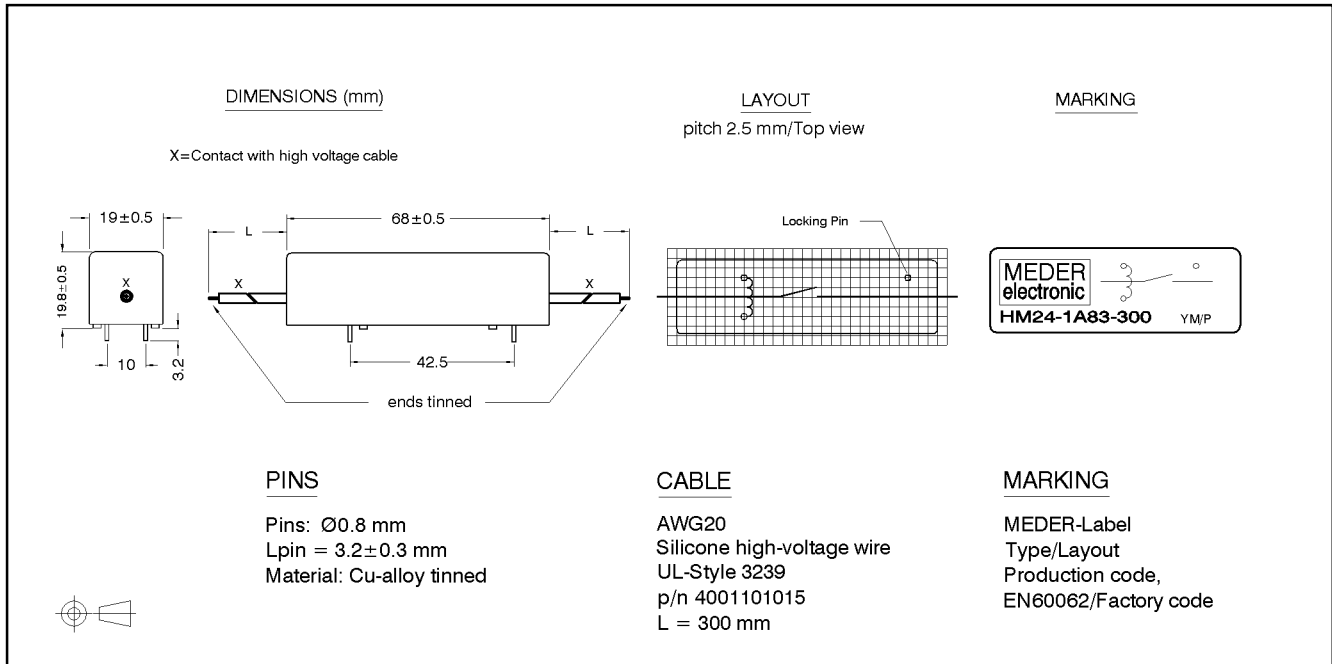 DIMENSIONS (mm)
LAYOUT
pitch 2.5 mm/Top view
MARKING
X=Contact with high voltage cable
19±0.5
L
68±0.5
L
Locking Pin
19.8±0.5
X
X
X
10
3.2
42.5
ends tinned
MEDER
electronic
HM24-1A83-300
YM/P
PINS
Pins: Ø0.8 mm
Lpin = 3.2±0.3 mm
Material: Cu-alloy tinned
CABLE
AWG20
Silicone high-voltage wire
UL-Style 3239
p/n 4001101015
L = 300 mm
MARKING
MEDER-Label
Type/Layout
Production code,
EN60062/Factory code